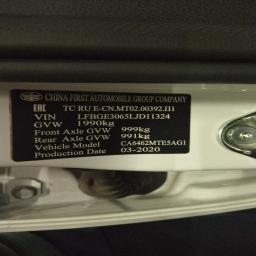 CHINA FIRST AUTOMOBILE GROUP COMPANY
EAC TC RU E-CN.MT02.00392.П1
VIN LFBGE3065LJD11324
GVW 1990kg
Front Axle GVW 999kg
Rear Axle GVW 991kg
Vehicle Model CA6462MTE5AG1
Production Date 03-2020